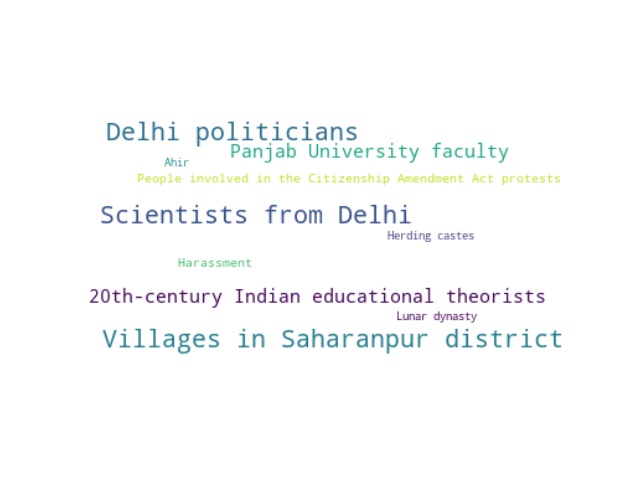 Delhi politicians
Panjab University faculty
Ahir
People involved in the Citizenship Amendment Act protests
Scientists from Delhi
Herding castes
Harassment
20th-century Indian educational theorists
Lunar dynasty
Villages in Saharanpur district